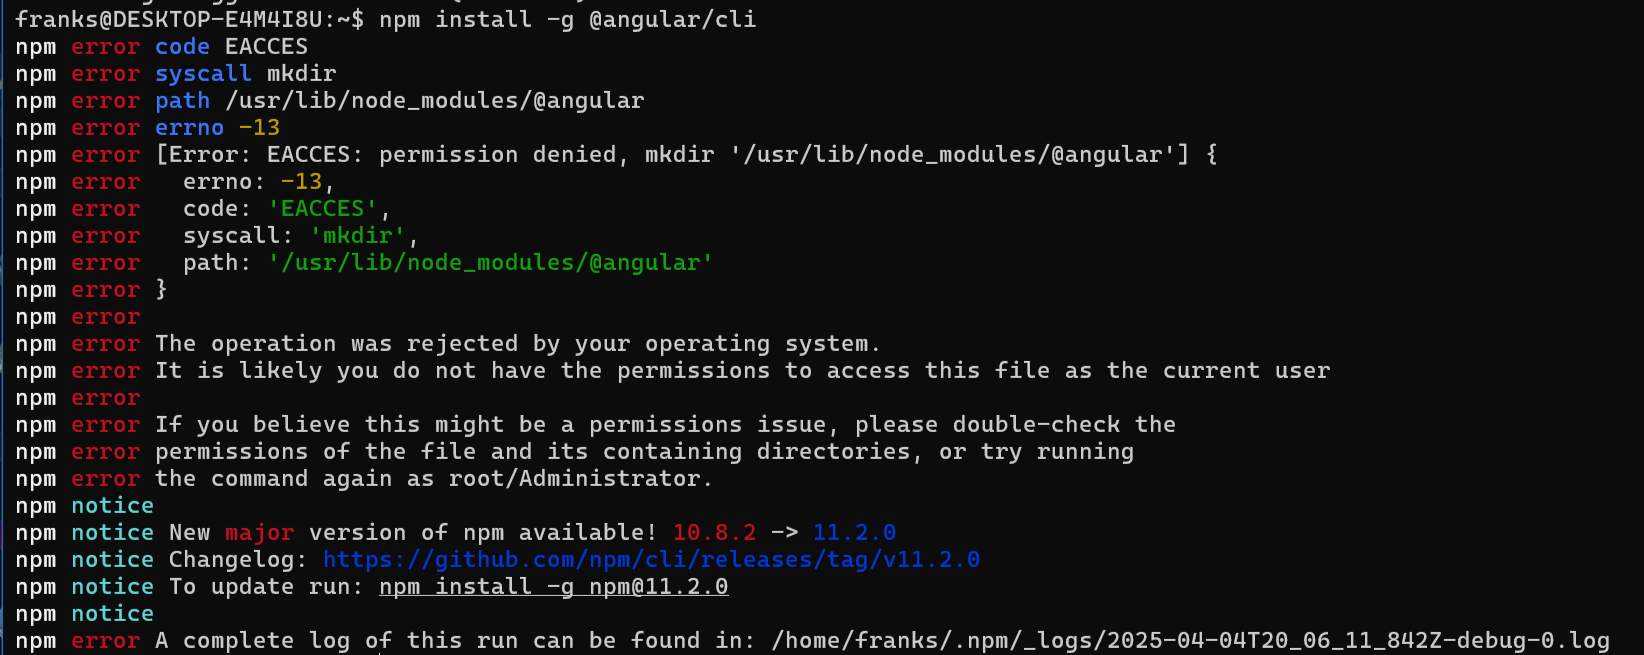 franks@DESKTOP-E4M4I8U:~$ npm install -g @angular/cli
npm error code EACCES
npm error syscall mkdir
npm error path /usr/lib/node_modules/@angular
npm error errno -13
npm error [Error: EACCES: permission denied, mkdir '/usr/lib/node_modules/@angular'] {
npm error   errno: -13,
npm error   code: 'EACCES',
npm error   syscall: 'mkdir',
npm error   path: '/usr/lib/node_modules/@angular'
npm error }
npm error
npm error The operation was rejected by your operating system.
npm error It is likely you do not have the permissions to access this file as the current user
npm error
npm error If you believe this might be a permissions issue, please double-check the
npm error permissions of the file and its containing directories, or try running
npm error the command again as root/Administrator.
npm notice
npm notice New major version of npm available! 10.8.2 -> 11.2.0
npm notice Changelog: https://github.com/npm/cli/releases/tag/v11.2.0
npm notice To update run: npm install -g npm@11.2.0
npm notice
npm error A complete log of this run can be found in: /home/franks/.npm/_logs/2025-04-04T20_06_11_842Z-debug-0.log